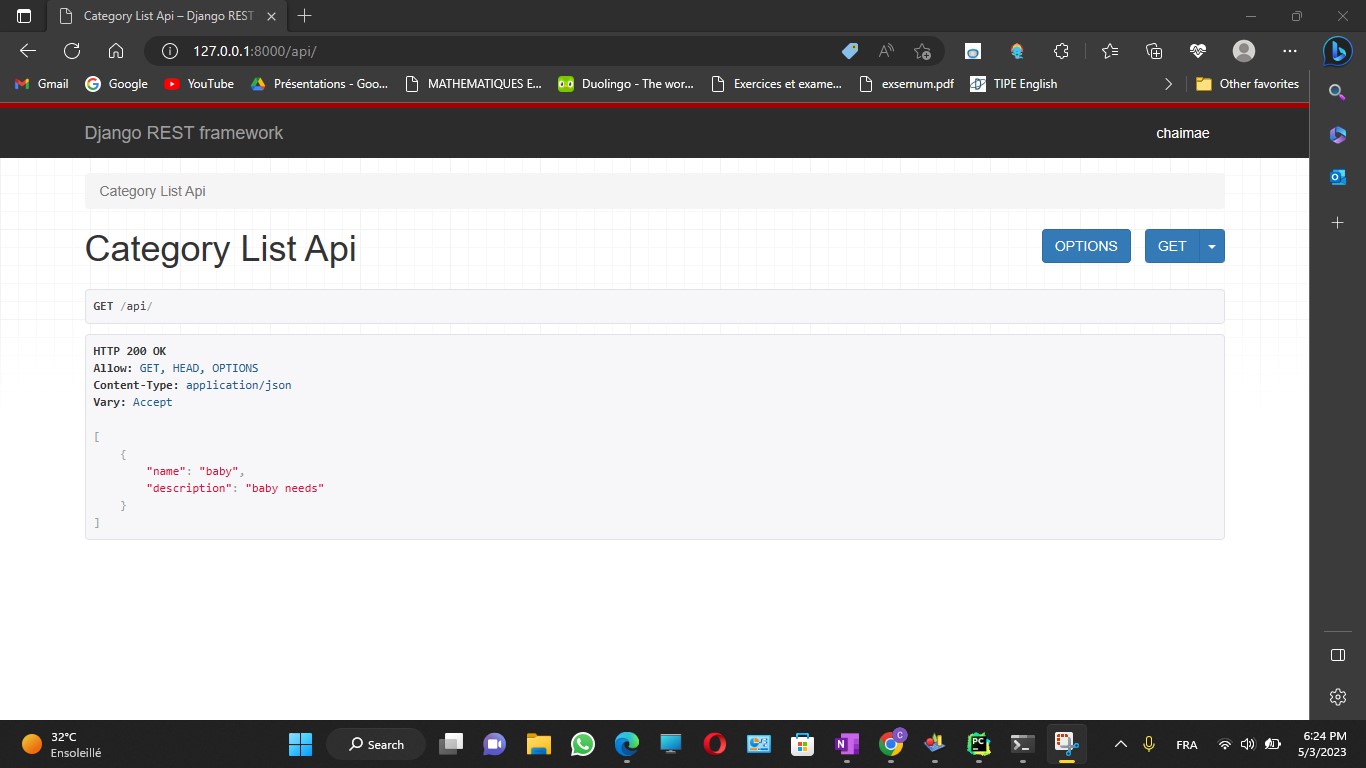 Category List Api – Django REST
127.0.0.1:8000/api/
Gmail
Google
YouTube
Présentations - Goo...
MATHEMATIQUES E...
Duolingo - The wor...
Exercices et exame...
exsemum.pdf
TIPE English
Other favorites
Django REST framework
chaimae
Category List Api
Category List Api
OPTIONS
GET
GET /api/
HTTP 200 OK
Allow: GET, HEAD, OPTIONS
Content-Type: application/json
Vary: Accept
[
{
"name": "baby",
"description": "baby needs"
}
]
32°C
Ensoleillé
Search
FRA
6:24 PM
5/3/2023